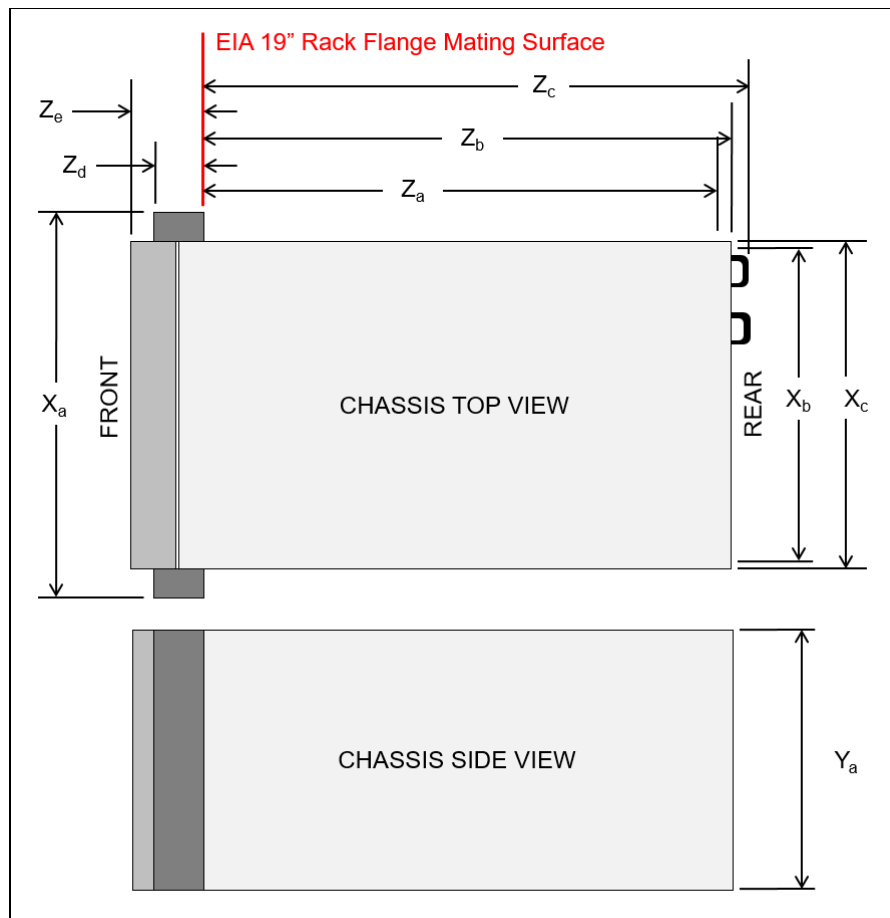 EIA 19” Rack Flange Mating Surface
Zc
Ze
Zb
Zd
Za
Xa
FRONT
CHASSIS TOP VIEW
REAR
Xb
Xc
CHASSIS SIDE VIEW
Ya